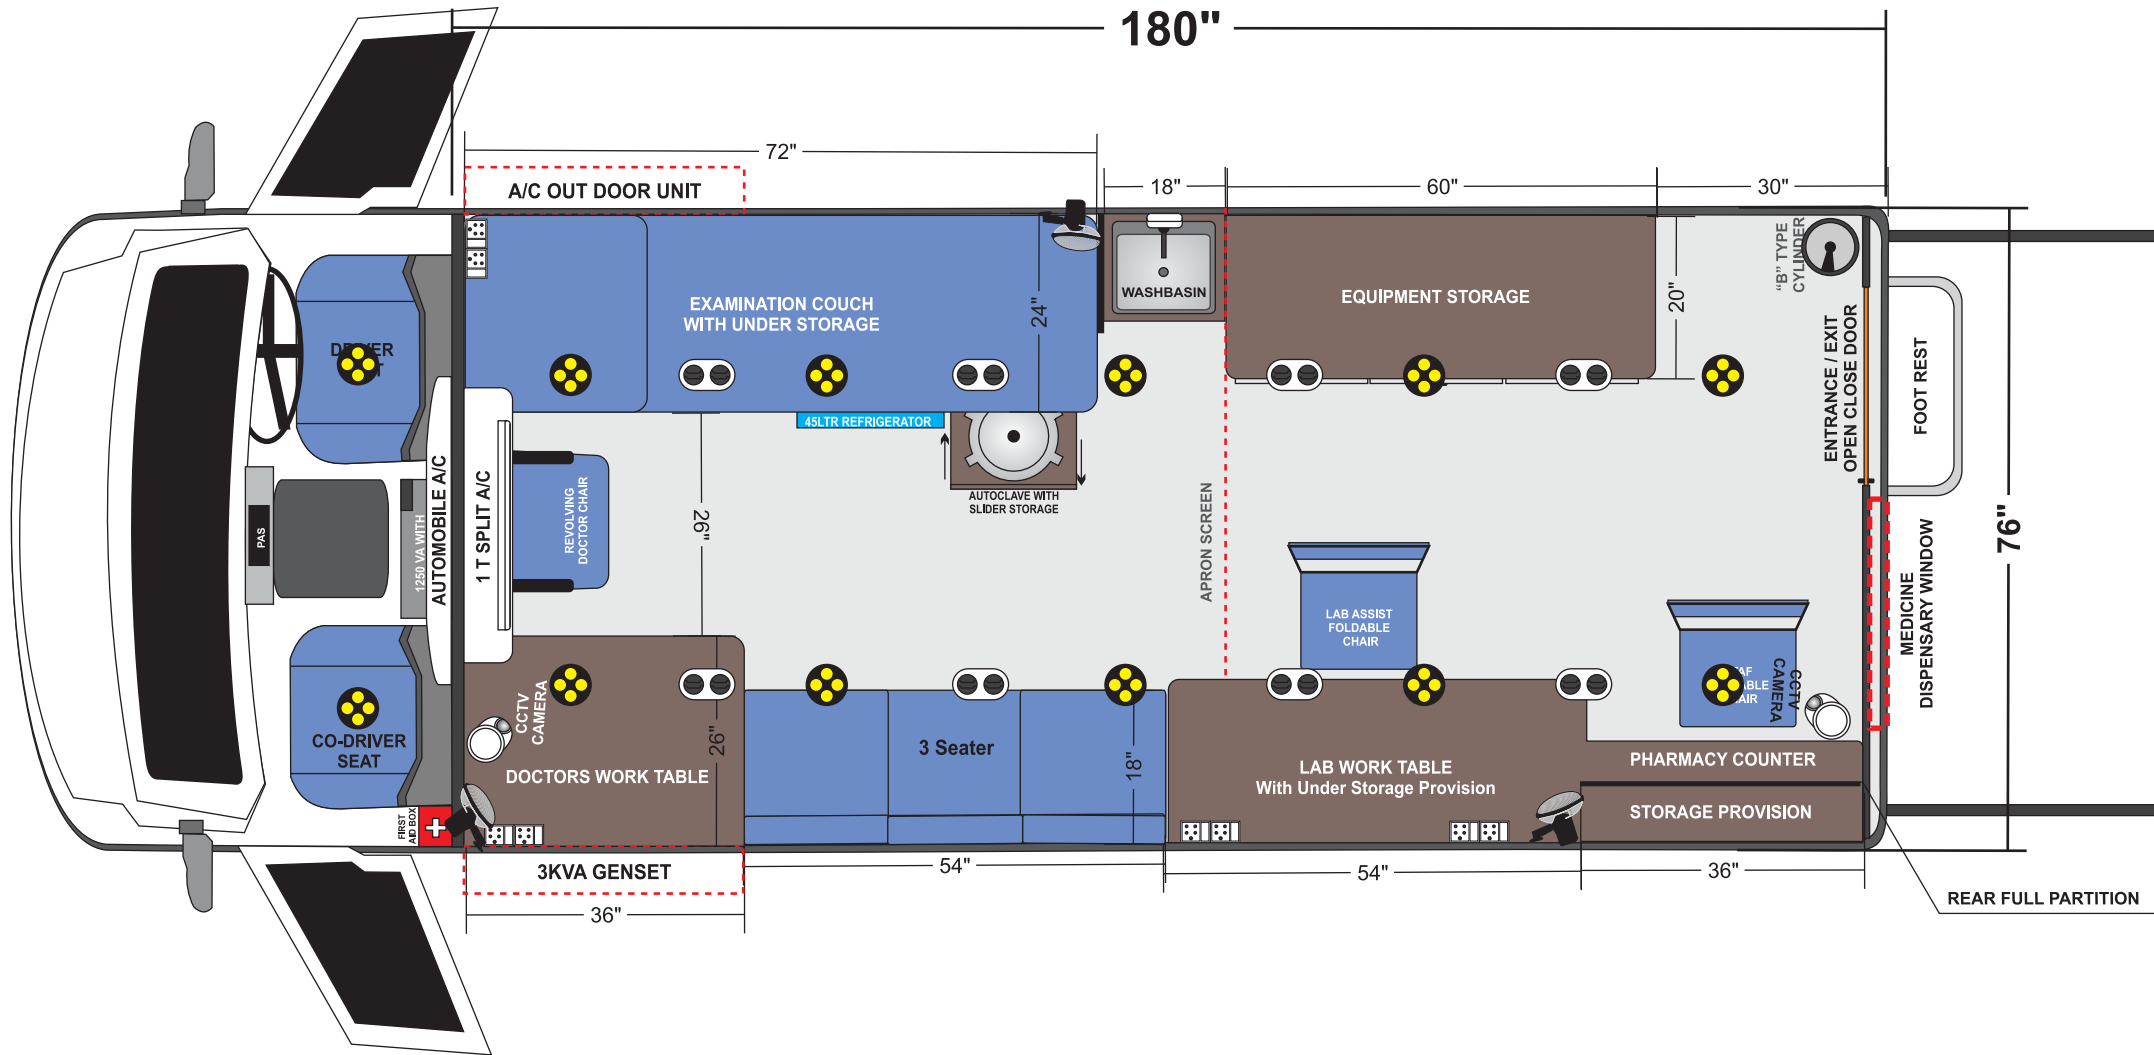 180"
72"
A/C OUT DOOR UNIT
18"
60"
30"
"B" TYPE
CYLINDER
WASHBASIN
EQUIPMENT STORAGE
20"
EXAMINATION COUCH
WITH UNDER STORAGE
24"
ENTRANCE / EXIT
OPEN CLOSE DOOR
FOOT REST
45LTR REFRIGERATOR
AUTOCLAVE WITH
SLIDER STORAGE
APRON SCREEN
PAS
1250 VA WITH
AUTOMOBILE A/C
1 T SPLIT A/C
REVOLVING
DOCTOR CHAIR
26"
76"
MEDICINE
DISPENSARY WINDOW
LAB ASSIST
FOLDABLE
CHAIR
CCTV
CAMERA
CO-DRIVER
SEAT
CCTV
CAMERA
DOCTORS WORK TABLE
26"
3 Seater
18"
LAB WORK TABLE
With Under Storage Provision
PHARMACY COUNTER
STORAGE PROVISION
FIRST
AID BOX
3KVA GENSET
54"
54"
36"
36"
REAR FULL PARTITION